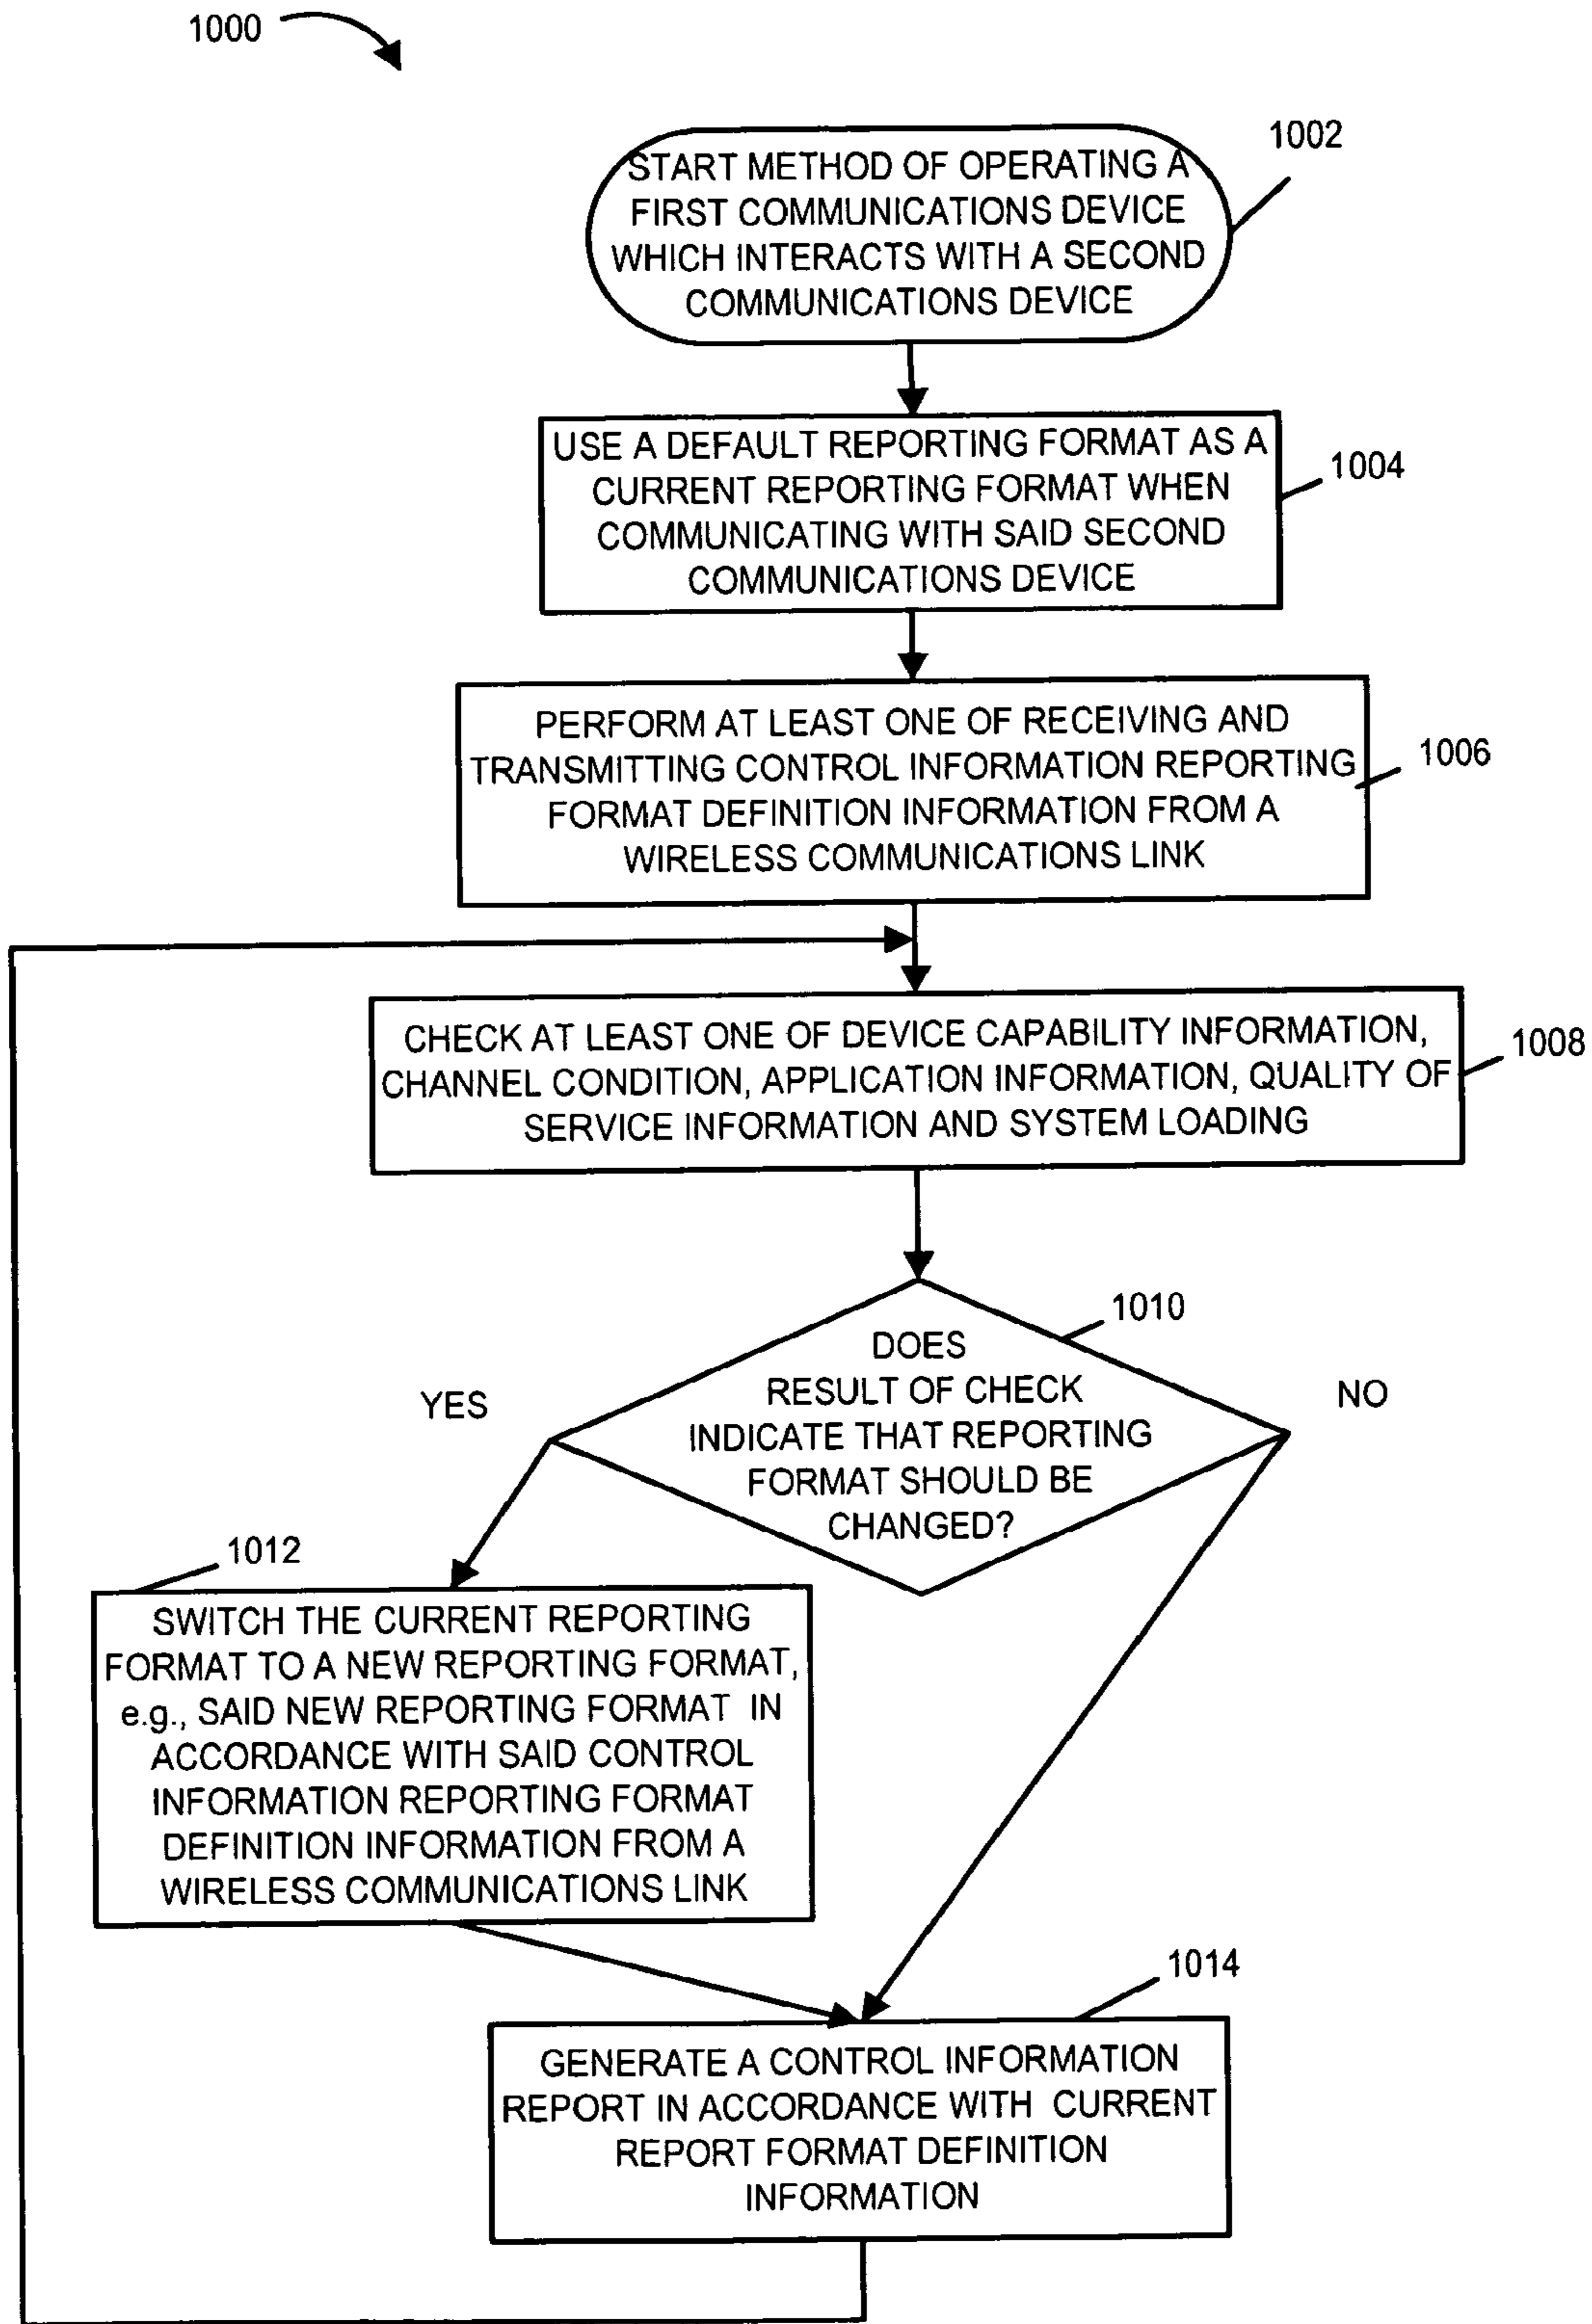 1000
1002
START METHOD OF OPERATING A
FIRST COMMUNICATIONS DEVICE
WHICH INTERACTS WITH A SECOND
COMMUNICATIONS DEVICE
USE A DEFAULT REPORTING FORMAT AS A
CURRENT REPORTING FORMAT WHEN
COMMUNICATING WITH SAID SECOND
COMMUNICATIONS DEVICE
1004
PERFORM AT LEAST ONE OF RECEIVING AND
TRANSMITTING CONTROL INFORMATION REPORTING
FORMAT DEFINITION INFORMATION FROM A
WIRELESS COMMUNICATIONS LINK
1006
CHECK AT LEAST ONE OF DEVICE CAPABILITY INFORMATION,
CHANNEL CONDITION, APPLICATION INFORMATION, QUALITY OF
SERVICE INFORMATION AND SYSTEM LOADING
1008
1010
DOES
RESULT OF CHECK
INDICATE THAT REPORTING
FORMAT SHOULD BE
CHANGED?
YES
NO
1012
SWITCH THE CURRENT REPORTING
FORMAT TO A NEW REPORTING FORMAT,
e.g., SAID NEW REPORTING FORMAT IN
ACCORDANCE WITH SAID CONTROL
INFORMATION REPORTING FORMAT
DEFINITION INFORMATION FROM A
WIRELESS COMMUNICATIONS LINK
1014
GENERATE A CONTROL INFORMATION
REPORT IN ACCORDANCE WITH CURRENT
REPORT FORMAT DEFINITION
INFORMATION